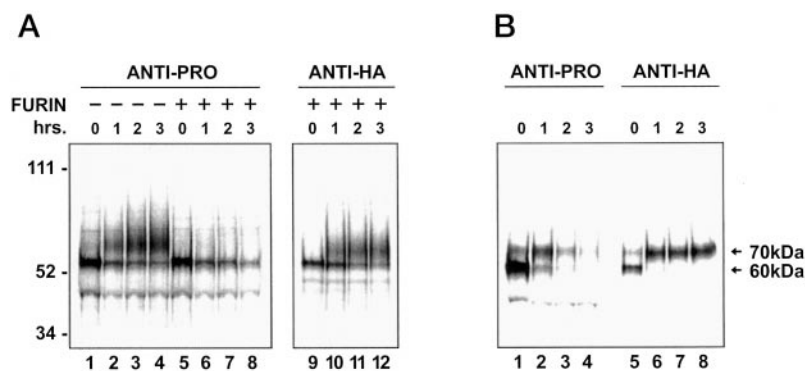 A
ANTI-PRO ANTI-HA
FURIN − − − − + + + + + + + +
hrs. 0 1 2 3 0 1 2 3 0 1 2 3
111 -
52 -
34 -
1 2 3 4 5 6 7 8 9 10 11 12
B
ANTI-PRO ANTI-HA
0 1 2 3 0 1 2 3
← 70kDa
← 60kDa
1 2 3 4 5 6 7 8